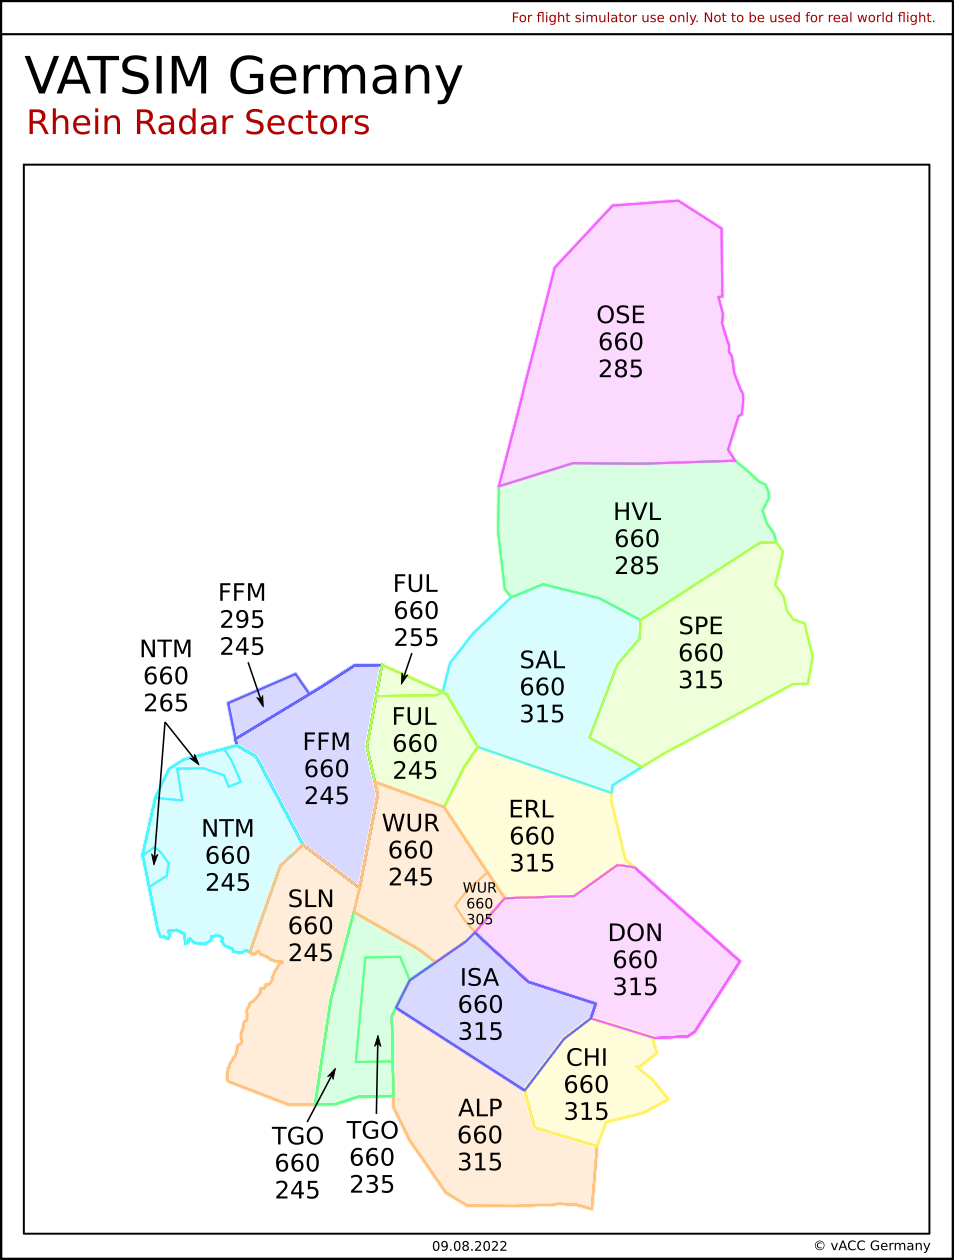 For flight simulator use only. Not to be used for real world flight.
VATSIM Germany
Rhein Radar Sectors
OSE
660
285
HVL
660
285
SPE
660
315
SAL
660
315
FUL
660
255
FFM
295
245
NTM
660
265
FUL
660
245
FFM
660
245
NTM
660
245
WUR
660
245
ERL
660
315
WUR
660
305
SLN
660
245
DON
660
315
ISA
660
315
CHI
660
315
ALP
660
315
TGO
660
245
TGO
660
235
09.08.2022
© vACC Germany